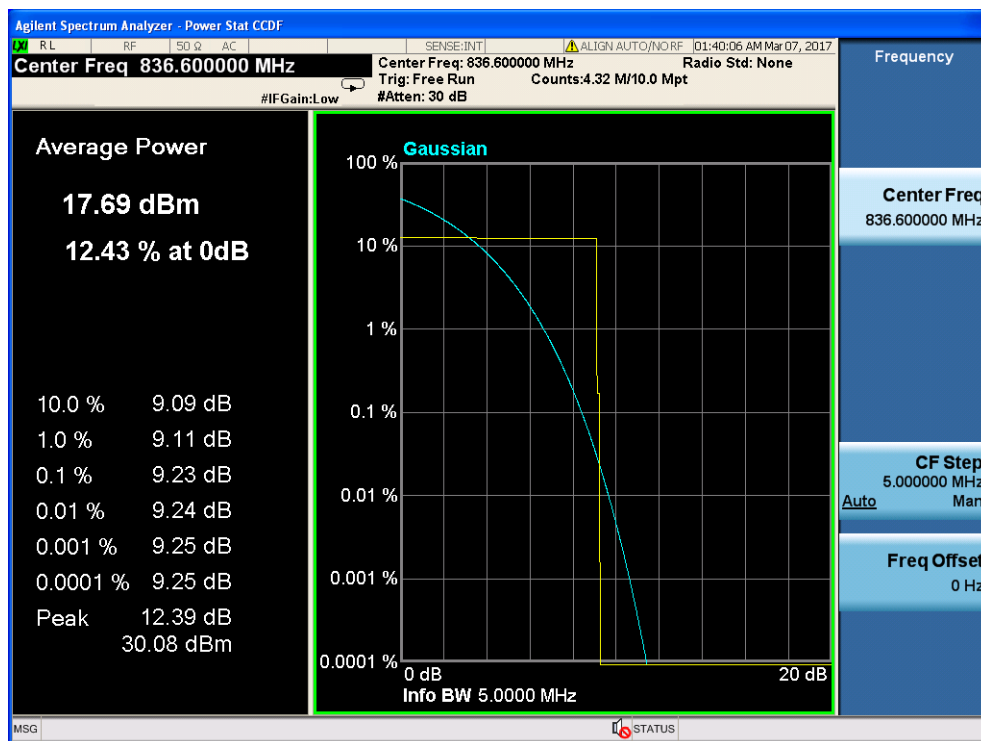 Agilent Spectrum Analyzer - Power Stat CCDF
LXI RL RF 50 Ω AC SENSE:INT ALIGN AUTO/NO RF 01:40:06 AM Mar 07, 2017
Center Freq 836.600000 MHz
Center Freq: 836.600000 MHz Radio Std: None
Trig: Free Run Counts:4.32 M/10.0 Mpt
#IFGain:Low #Atten: 30 dB
Average Power
17.69 dBm
12.43 % at 0dB
10.0 % 9.09 dB
1.0 % 9.11 dB
0.1 % 9.23 dB
0.01 % 9.24 dB
0.001 % 9.25 dB
0.0001 % 9.25 dB
Peak 12.39 dB
30.08 dBm
Gaussian
100 %
10 %
1 %
0.1 %
0.01 %
0.001 %
0.0001 %
0 dB 20 dB
Info BW 5.0000 MHz
Frequency
Center Freq
836.600000 MHz
CF Step
5.000000 MHz
Auto Man
Freq Offset
0 Hz
MSG STATUS